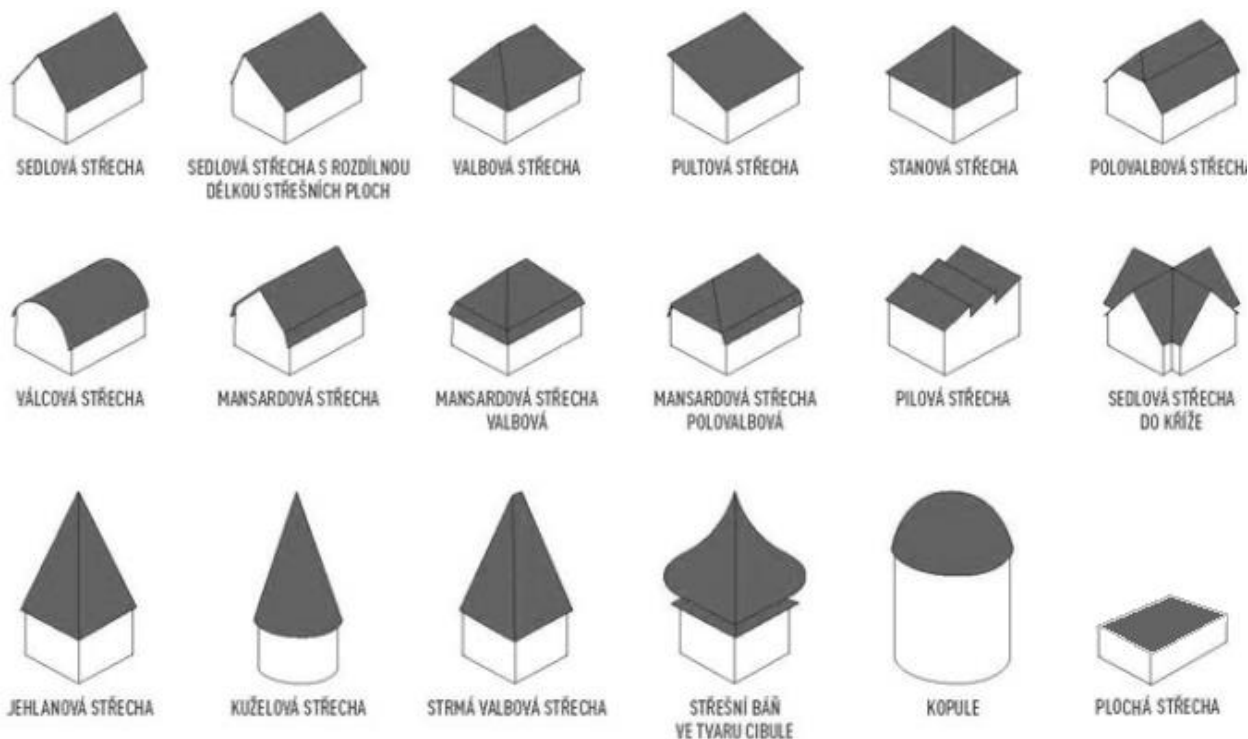 SEDLOVÁ STŘECHA
SEDLOVÁ STŘECHA S ROZDÍLNOU
DÉLKOU STŘEŠNÍCH PLOCH
VALBOVÁ STŘECHA
PULTOVÁ STŘECHA
STANOVÁ STŘECHA
POLOVALBOVÁ STŘECHA
VÁLCOVÁ STŘECHA
MANSARDOVÁ STŘECHA
MANSARDOVÁ STŘECHA
VALBOVÁ
MANSARDOVÁ STŘECHA
POLOVALBOVÁ
PILOVÁ STŘECHA
SEDLOVÁ STŘECHA
DO KŘÍŽE
JEHLANOVÁ STŘECHA
KUŽELOVÁ STŘECHA
STRMÁ VALBOVÁ STŘECHA
STŘEŠNÍ BÁŇ
VE TVARU CIBULE
KOPULE
PLOCHÁ STŘECHA